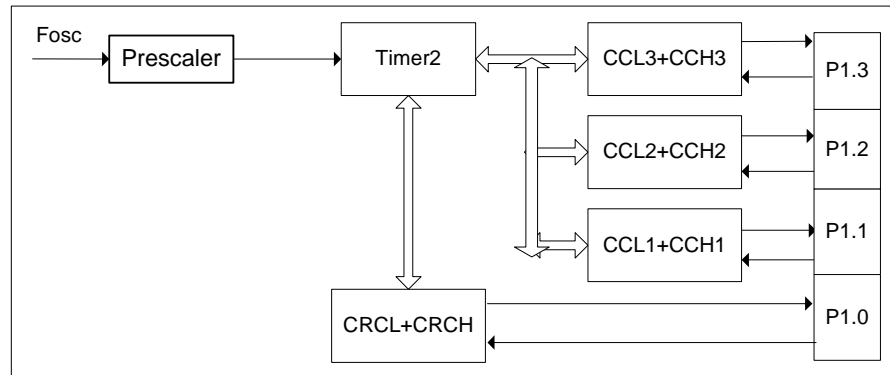 Fosc
Prescaler
Timer2
CCL3+CCH3
P1.3
CCL2+CCH2
P1.2
CCL1+CCH1
P1.1
CRCL+CRCH
P1.0